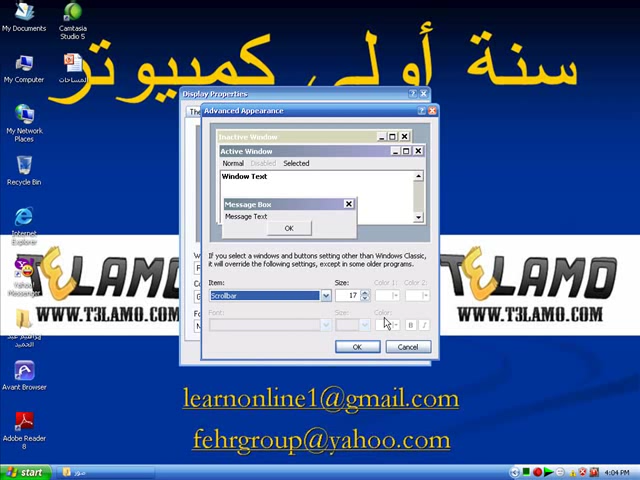 My Documents
Camtasia
Studio 5
سنة أولى كمبيوتر
My Computer
المساحات
My Network
Places
Recycle Bin
Internet
Explorer
Yahoo!
Messenger
إبراهيم عبد
الحميد
Avant Browser
Adobe Reader
8
Display Properties
Advanced Appearance
Inactive Window
Active Window
Normal Disabled Selected
Window Text
Message Box
Message Text
OK
If you select a windows and buttons setting other than Windows Classic,
it will override the following settings, except in some older programs.
Item: Size: Color 1: Color 2:
Scrollbar 17
Font: Size: Color:
B I
OK Cancel
T3LAMO
WWW.T3LAMO.COM
T3LAMO
WWW.T3LAMO.COM
learnonline1@gmail.com
fehrgroup@yahoo.com
start
صور
4:04 PM